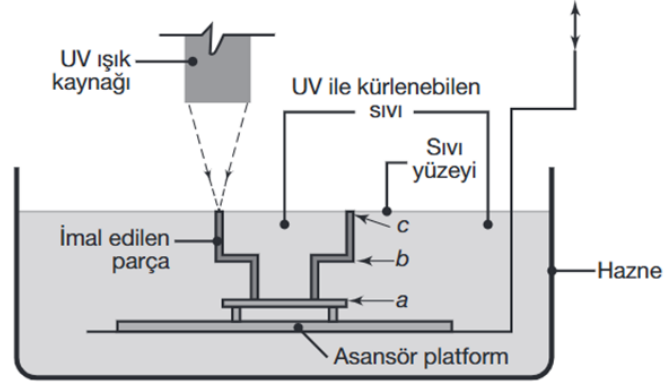 UV ışık
kaynağı
UV ile kürlenebilen
sıvı
Sıvı
yüzeyi
c
İmal edilen
parça
b
Hazne
a
Asansör platform